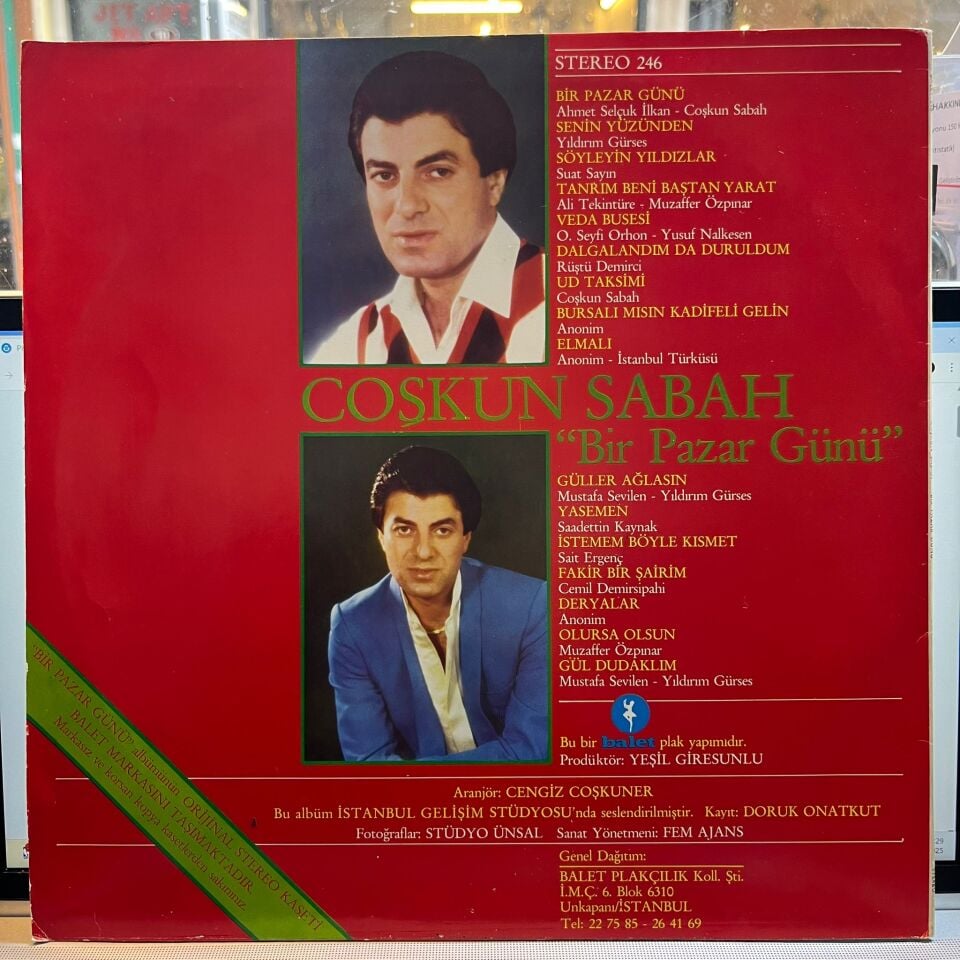 STEREO 246
BİR PAZAR GÜNÜ
Ahmet Selçuk İlkan - Coşkun Sabah
SENİN YÜZÜNDEN
Yıldırım Gürses
SÖYLEYİN YILDIZLAR
Suat Sayın
TANRIM BENİ BAŞTAN YARAT
Ali Tekintüre - Muzaffer Özpınar
VEDA BUSESİ
O. Seyfi Orhon - Yusuf Nalkesen
DALGALANDIM DA DURULDUM
Rüştü Demirci
UD TAKSİMİ
Coşkun Sabah
BURSALI MISIN KADİFELİ GELİN
Anonim
ELMALI
Anonim - İstanbul Türküsü
COŞKUN SABAH
“Bir Pazar Günü”
GÜLLER AĞLASIN
Mustafa Sevilen - Yıldırım Gürses
YASEMEN
Saadettin Kaynak
İSTEMEM BÖYLE KISMET
Sait Ergenç
FAKİR BİR ŞAİRİM
Cemil Demirsipahi
DERYALAR
Anonim
OLURSA OLSUN
Muzaffer Özpınar
GÜL DUDAKLIM
Mustafa Sevilen - Yıldırım Gürses
Bu bir balet plak yapımıdır.
Prodüktör: YEŞİL GİRESUNLU
"BİR PAZAR GÜNÜ" albümünün ORİJİNAL STEREO KASETİ
BALET MARKASINI TAŞIMAKTADIR
Markasız ve korsan kopya kasetlerden sakınınız.
Aranjör: CENGİZ COŞKUNER
Bu albüm İSTANBUL GELİŞİM STÜDYOSU'nda seslendirilmiştir. Kayıt: DORUK ONATKUT
Fotoğraflar: STÜDYO ÜNSAL Sanat Yönetmeni: FEM AJANS
Genel Dağıtım:
BALET PLAKÇILIK Koll. Şti.
İ.M.Ç. 6. Blok 6310
Unkapanı/İSTANBUL
Tel: 22 75 85 - 26 41 69